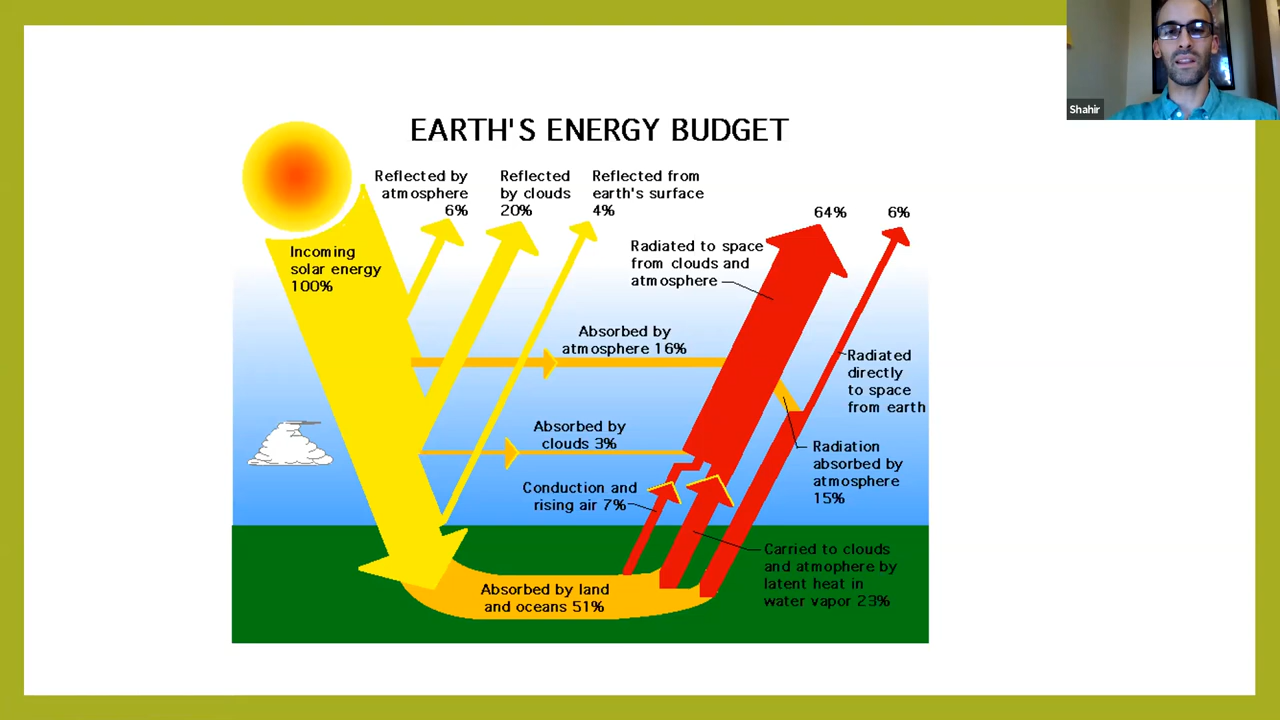 Shahir
EARTH'S ENERGY BUDGET
Reflected by
atmosphere
6%
Reflected
by clouds
20%
Reflected from
earth's surface
4%
64%
6%
Incoming
solar energy
100%
Radiated to space
from clouds and
atmosphere
Absorbed by
atmosphere 16%
Radiated
directly
to space
from earth
Absorbed by
clouds 3%
Radiation
absorbed by
atmosphere
15%
Conduction and
rising air 7%
Carried to clouds
and atmophere by
latent heat in
water vapor 23%
Absorbed by land
and oceans 51%